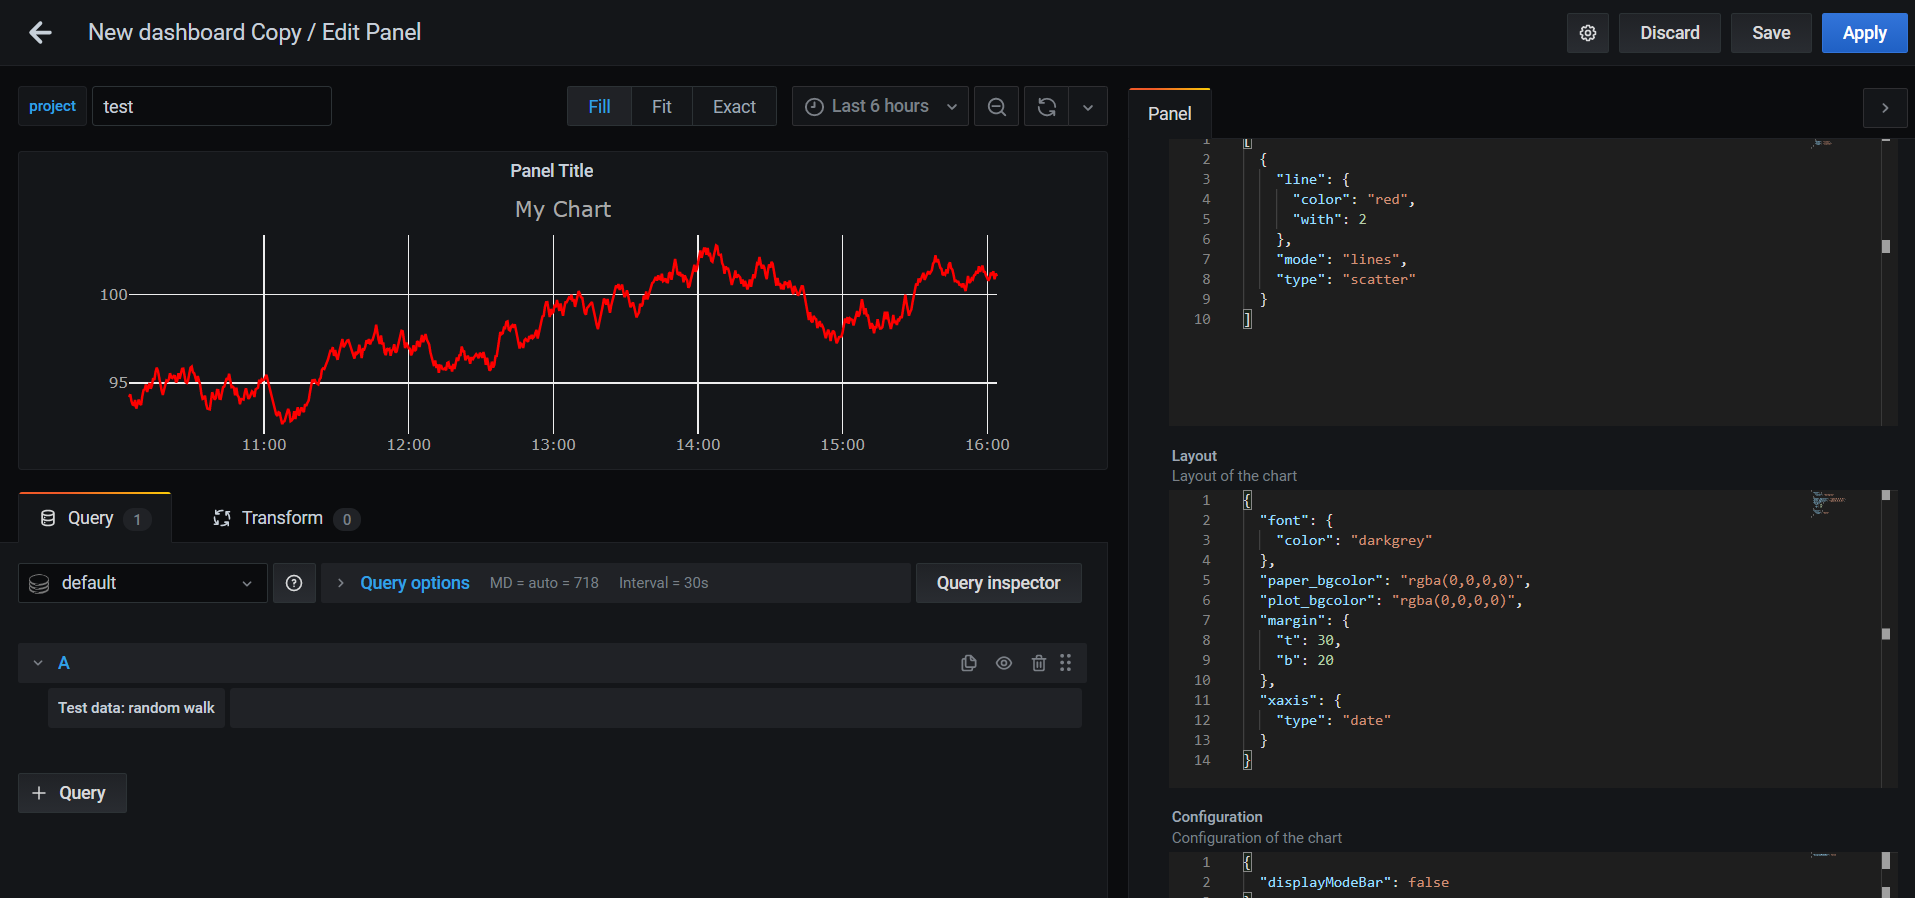 New dashboard Copy / Edit Panel
Discard
Save
Apply
project
test
Fill
Fit
Exact
Last 6 hours
Panel Title
My Chart
100
95
11:00
12:00
13:00
14:00
15:00
16:00
Query 1
Transform 0
default
Query options MD = auto = 718 Interval = 30s
Query inspector
A
Test data: random walk
+ Query
Panel
1 [
2 {
3 "line": {
4 "color": "red",
5 "with": 2
6 },
7 "mode": "lines",
8 "type": "scatter"
9 }
10 ]
Layout
Layout of the chart
1 {
2 "font": {
3 "color": "darkgrey"
4 },
5 "paper_bgcolor": "rgba(0,0,0,0)",
6 "plot_bgcolor": "rgba(0,0,0,0)",
7 "margin": {
8 "t": 30,
9 "b": 20
10 },
11 "xaxis": {
12 "type": "date"
13 }
14 }
Configuration
Configuration of the chart
1 {
2 "displayModeBar": false